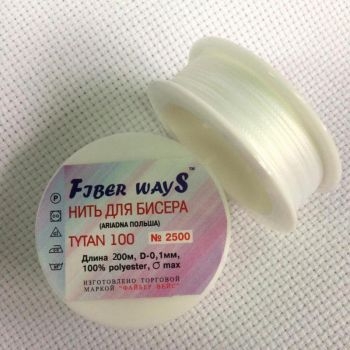 FIBER WAYS™
НИТЬ ДЛЯ БИСЕРА
(ARIADNA ПОЛЬША)
TYTAN 100 № 2500
Длина 200м, D-0,1мм,
100% polyester, max
ИЗГОТОВЛЕНО ТОРГОВОЙ
МАРКОЙ "ФАЙБЕР ВЕЙС"
P